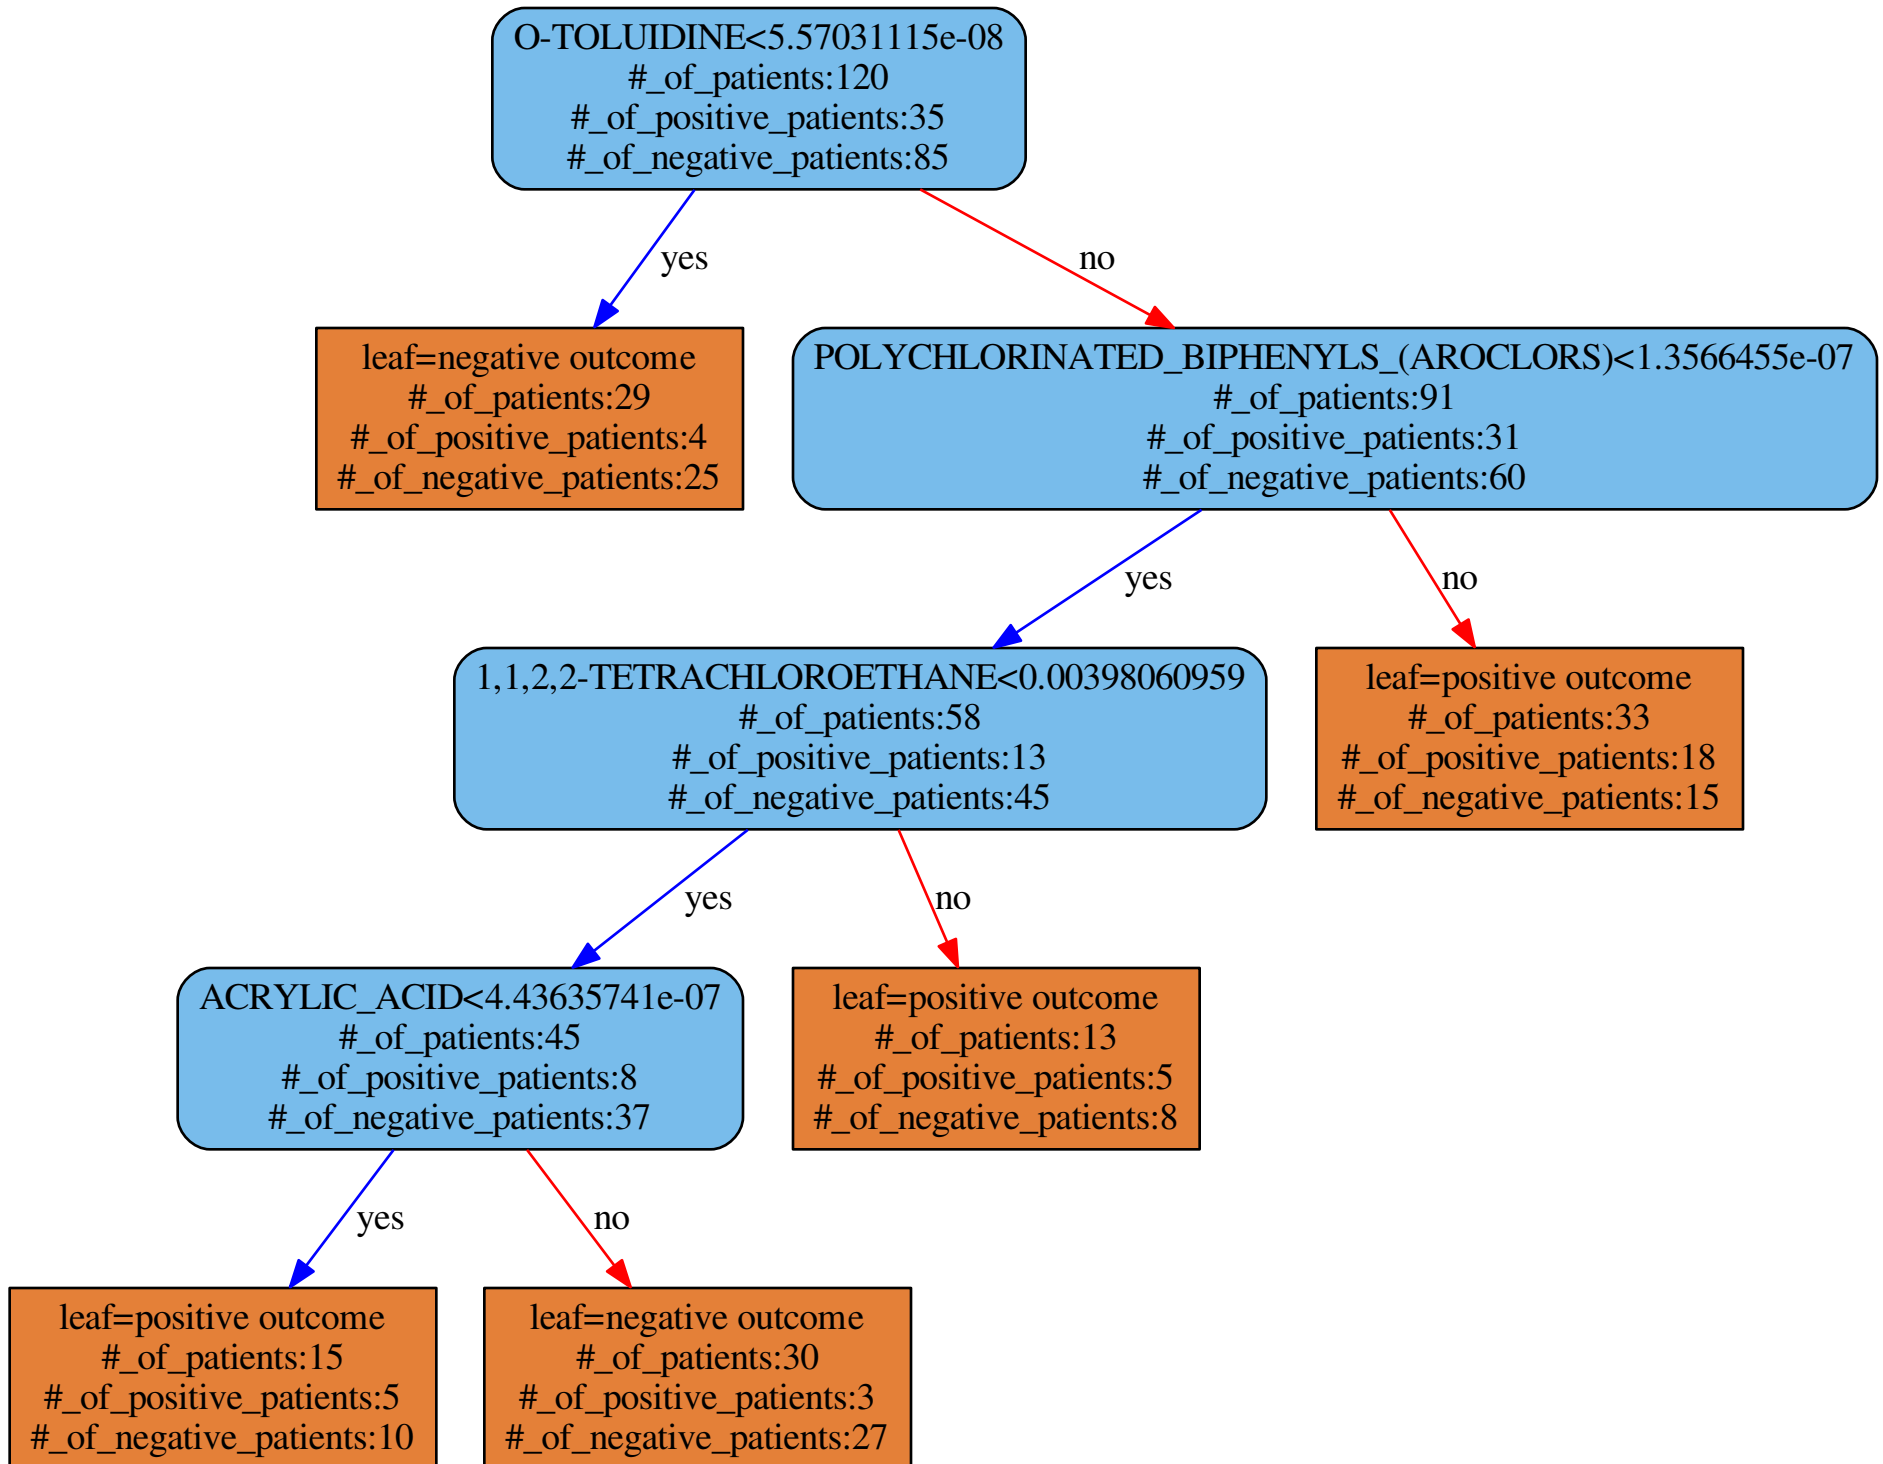 O-TOLUIDINE<5.57031115e-08
#_of_patients:120
#_of_positive_patients:35
#_of_negative_patients:85
yes
no
leaf=negative outcome
#_of_patients:29
#_of_positive_patients:4
#_of_negative_patients:25
POLYCHLORINATED_BIPHENYLS_(AROCLORS)<1.3566455e-07
#_of_patients:91
#_of_positive_patients:31
#_of_negative_patients:60
yes
no
1,1,2,2-TETRACHLOROETHANE<0.00398060959
#_of_patients:58
#_of_positive_patients:13
#_of_negative_patients:45
leaf=positive outcome
#_of_patients:33
#_of_positive_patients:18
#_of_negative_patients:15
yes
no
ACRYLIC_ACID<4.43635741e-07
#_of_patients:45
#_of_positive_patients:8
#_of_negative_patients:37
leaf=positive outcome
#_of_patients:13
#_of_positive_patients:5
#_of_negative_patients:8
yes
no
leaf=positive outcome
#_of_patients:15
#_of_positive_patients:5
#_of_negative_patients:10
leaf=negative outcome
#_of_patients:30
#_of_positive_patients:3
#_of_negative_patients:27